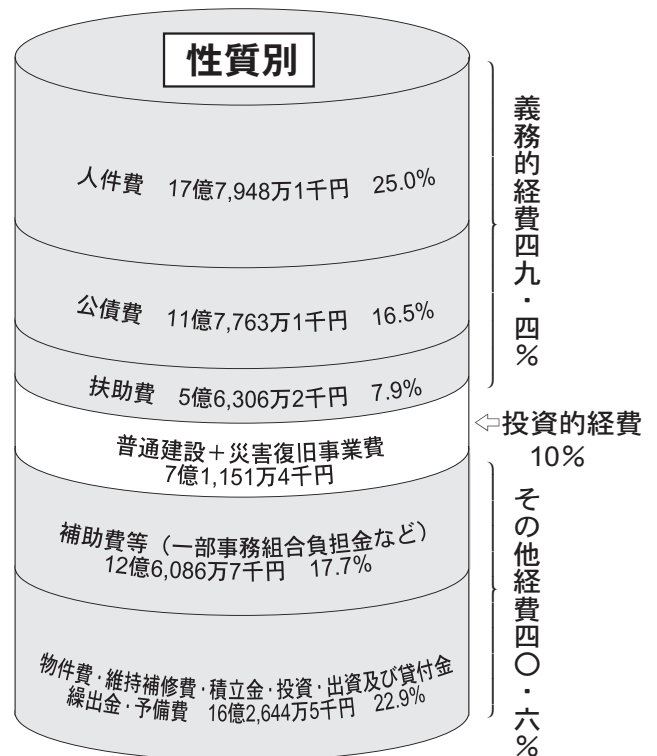 性質別
人件費 17億7,948万1千円 25.0%
公債費 11億7,763万1千円 16.5%
扶助費 5億6,306万2千円 7.9%
義務的経費四九・四%
普通建設+災害復旧事業費
7億1,151万4千円
⇦投資的経費
10%
補助費等(一部事務組合負担金など)
12億6,086万7千円 17.7%
物件費・維持補修費・積立金・投資・出資及び貸付金
繰出金・予備費 16億2,644万5千円 22.9%
その他経費四〇・六%